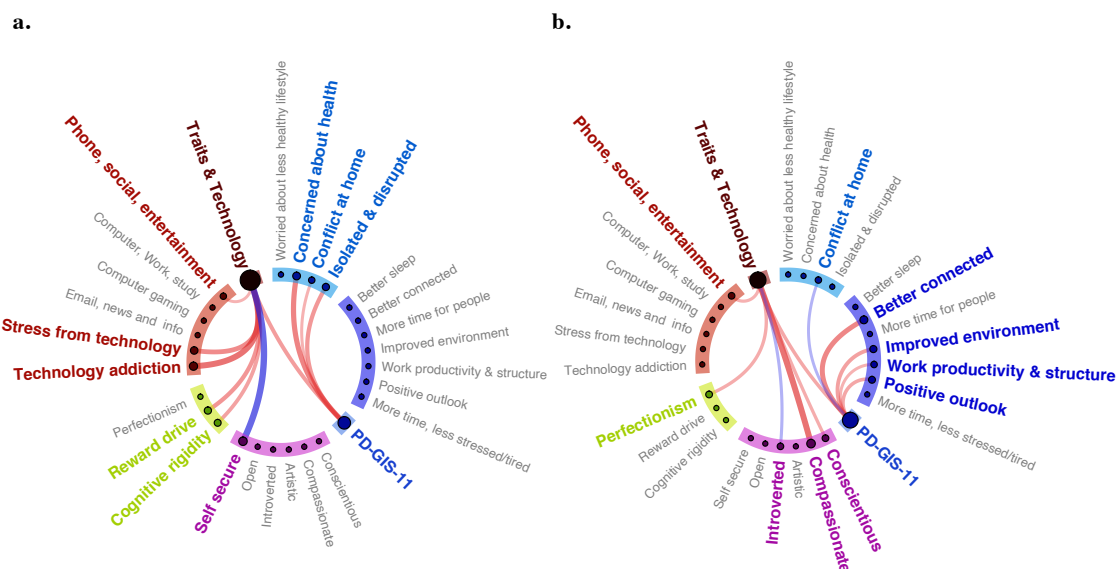 a.
Technology addiction
Stress from technology
Email, news and info
Computer gaming
Computer, Work, study
Phone, social, entertainment
Traits & Technology
Worried about less healthy lifestyle
Concerned about health
Conflict at home
Isolated & disrupted
Better sleep
Better connected
More time for people
Improved environment
Work productivity & structure
Positive outlook
More time, less stressed/tired
PD-GIS-11
Conscientious
Compassionate
Artistic
Introverted
Open
Self secure
Cognitive rigidity
Reward drive
Perfectionism
b.
Technology addiction
Stress from technology
Email, news and info
Computer gaming
Computer, Work, study
Phone, social, entertainment
Traits & Technology
Worried about less healthy lifestyle
Concerned about health
Conflict at home
Isolated & disrupted
Better sleep
Better connected
More time for people
Improved environment
Work productivity & structure
Positive outlook
More time, less stressed/tired
PD-GIS-11
Conscientious
Compassionate
Artistic
Introverted
Open
Self secure
Cognitive rigidity
Reward drive
Perfectionism